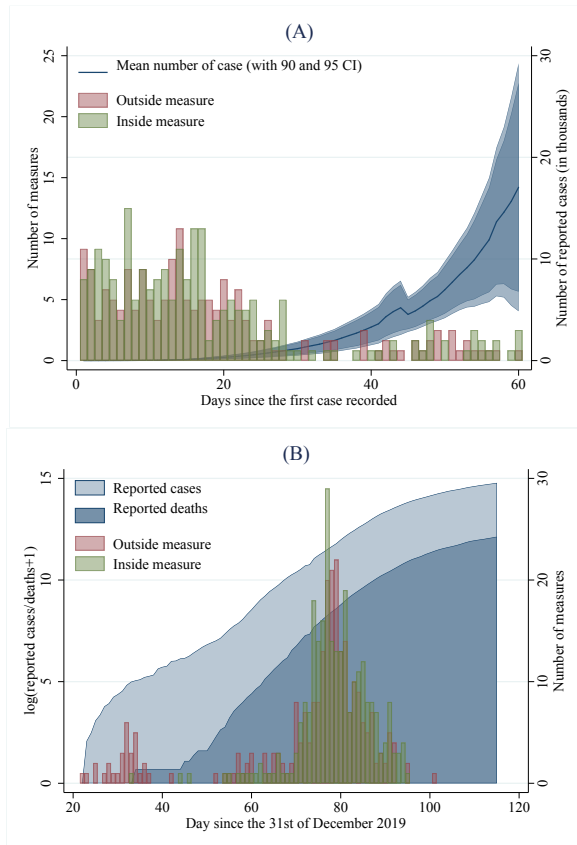 (A)
25
20
15
10
5
0
Number of measures
Mean number of case (with 90 and 95 CI)
Outside measure
Inside measure
30
20
10
0
Number of reported cases (in thousands)
0 20 40 60
Days since the first case recorded
(B)
15
10
5
0
log(reported cases/deaths+1)
Reported cases
Reported deaths
Outside measure
Inside measure
30
20
10
0
Number of measures
20 40 60 80 100 120
Day since the 31st of December 2019